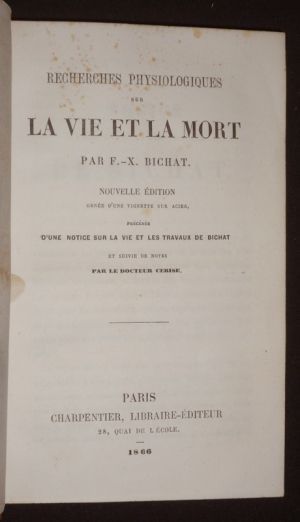 RECHERCHES PHYSIOLOGIQUES
SUR
LA VIE ET LA MORT
PAR F.-X. BICHAT.
NOUVELLE ÉDITION
ORNÉE D'UNE VIGNETTE SUR ACIER,
PRÉCÉDÉE
D'UNE NOTICE SUR LA VIE ET LES TRAVAUX DE BICHAT
ET SUIVIE DE NOTES
PAR LE DOCTEUR CERISE.
PARIS
CHARPENTIER, LIBRAIRE-ÉDITEUR
28, QUAI DE L'ÉCOLE.
1866